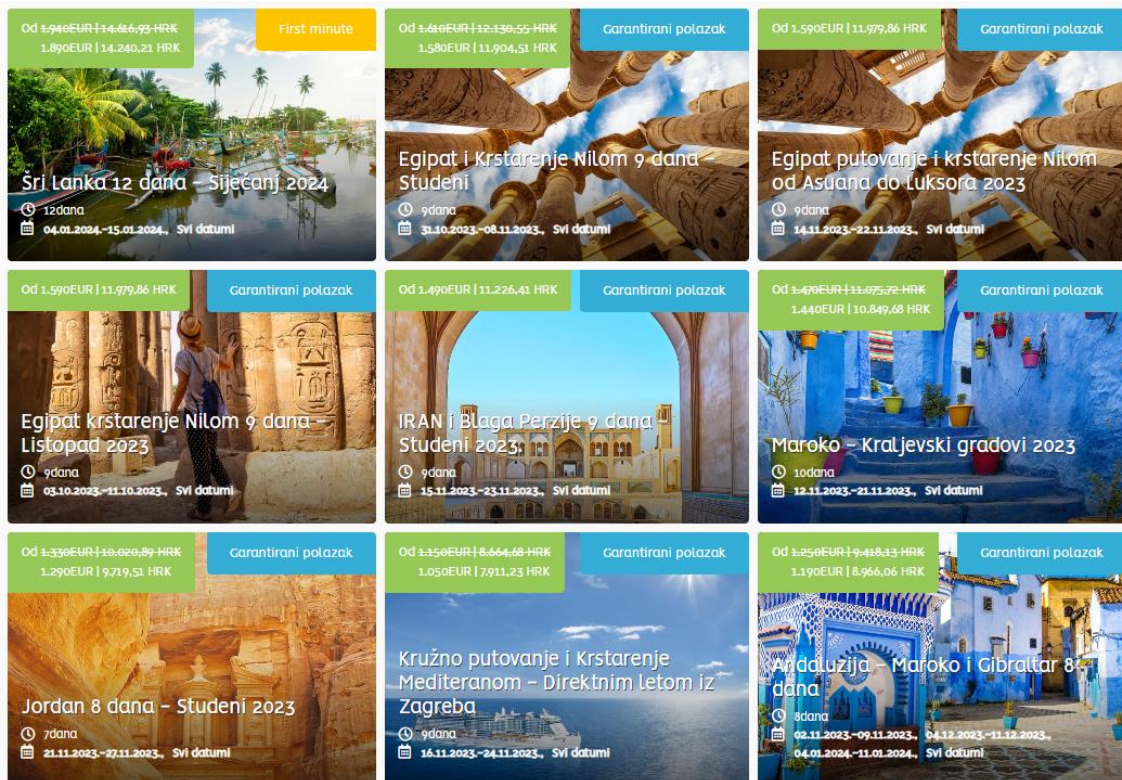 Od 1.940EUR | 14.616,93 HRK
1.890EUR | 14.240,21 HRK
First minute
Šri Lanka 12 dana – Siječanj 2024
12dana
04.01.2024.-15.01.2024., Svi datumi
Od 1.610EUR | 12.130,55 HRK
1.580EUR | 11.904,51 HRK
Garantirani polazak
Egipat i Krstarenje Nilom 9 dana –
Studeni
9dana
31.10.2023.-08.11.2023., Svi datumi
Od 1.590EUR | 11.979,86 HRK
Garantirani polazak
Egipat putovanje i krstarenje Nilom
od Asuana do Luksora 2023
9dana
14.11.2023.-22.11.2023., Svi datumi
Od 1.590EUR | 11.979,86 HRK
Garantirani polazak
Egipat krstarenje Nilom 9 dana –
Listopad 2023
9dana
03.10.2023.-11.10.2023., Svi datumi
Od 1.490EUR | 11.226,41 HRK
Garantirani polazak
IRAN i Blaga Perzije 9 dana –
Studeni 2023.
9dana
15.11.2023.-23.11.2023., Svi datumi
Od 1.470EUR | 11.075,72 HRK
1.440EUR | 10.849,68 HRK
Garantirani polazak
Maroko – Kraljevski gradovi 2023
10dana
12.11.2023.-21.11.2023., Svi datumi
Od 1.330EUR | 10.020,89 HRK
1.290EUR | 9.719,51 HRK
Garantirani polazak
Jordan 8 dana – Studeni 2023
7dana
21.11.2023.-27.11.2023., Svi datumi
Od 1.150EUR | 8.664,68 HRK
1.050EUR | 7.911,23 HRK
Garantirani polazak
Kružno putovanje i Krstarenje
Mediteranom – Direktnim letom iz
Zagreba
9dana
16.11.2023.-24.11.2023., Svi datumi
Od 1.250EUR | 9.418,13 HRK
1.190EUR | 8.966,06 HRK
Garantirani polazak
Andaluzija – Maroko i Gibraltar 8
dana
8dana
02.11.2023.-09.11.2023., 04.12.2023.-11.12.2023.,
04.01.2024.-11.01.2024., Svi datumi